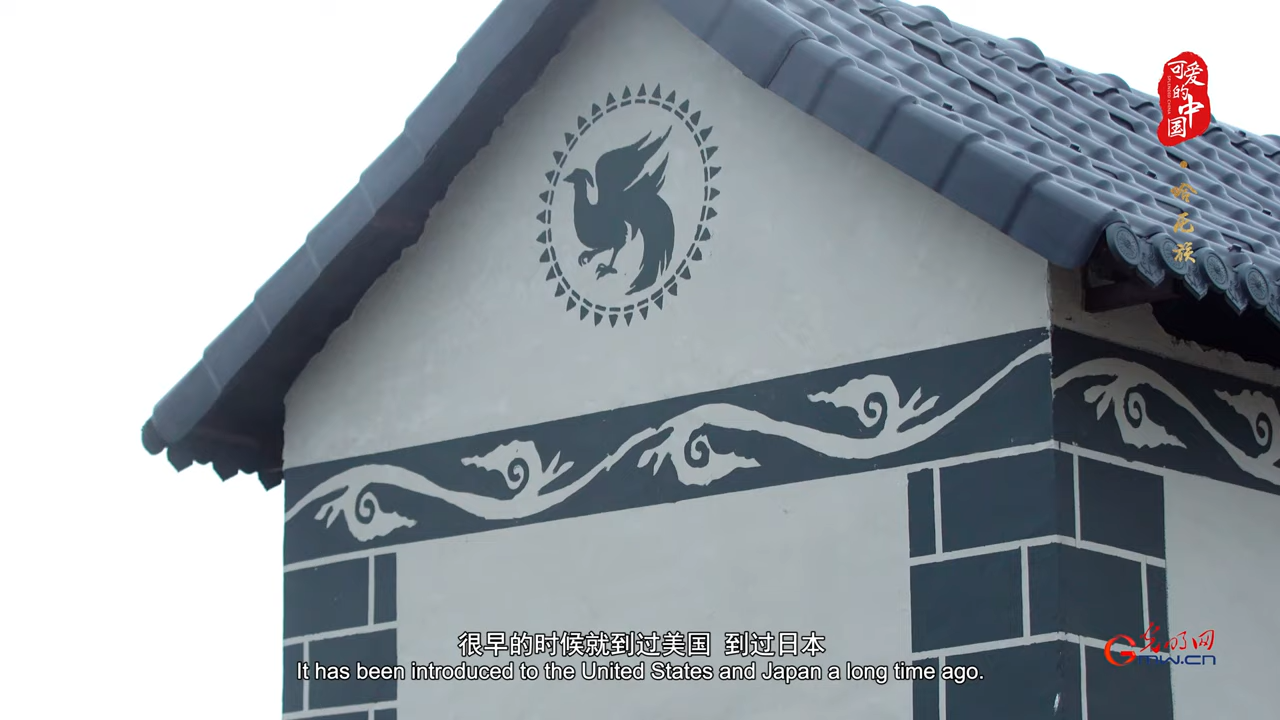 可爱的中国
SPLENDID CHINA
·哈尼族
很早的时候就到过美国 到过日本
It has been introduced to the United States and Japan a long time ago.
光明网
GMW.CN